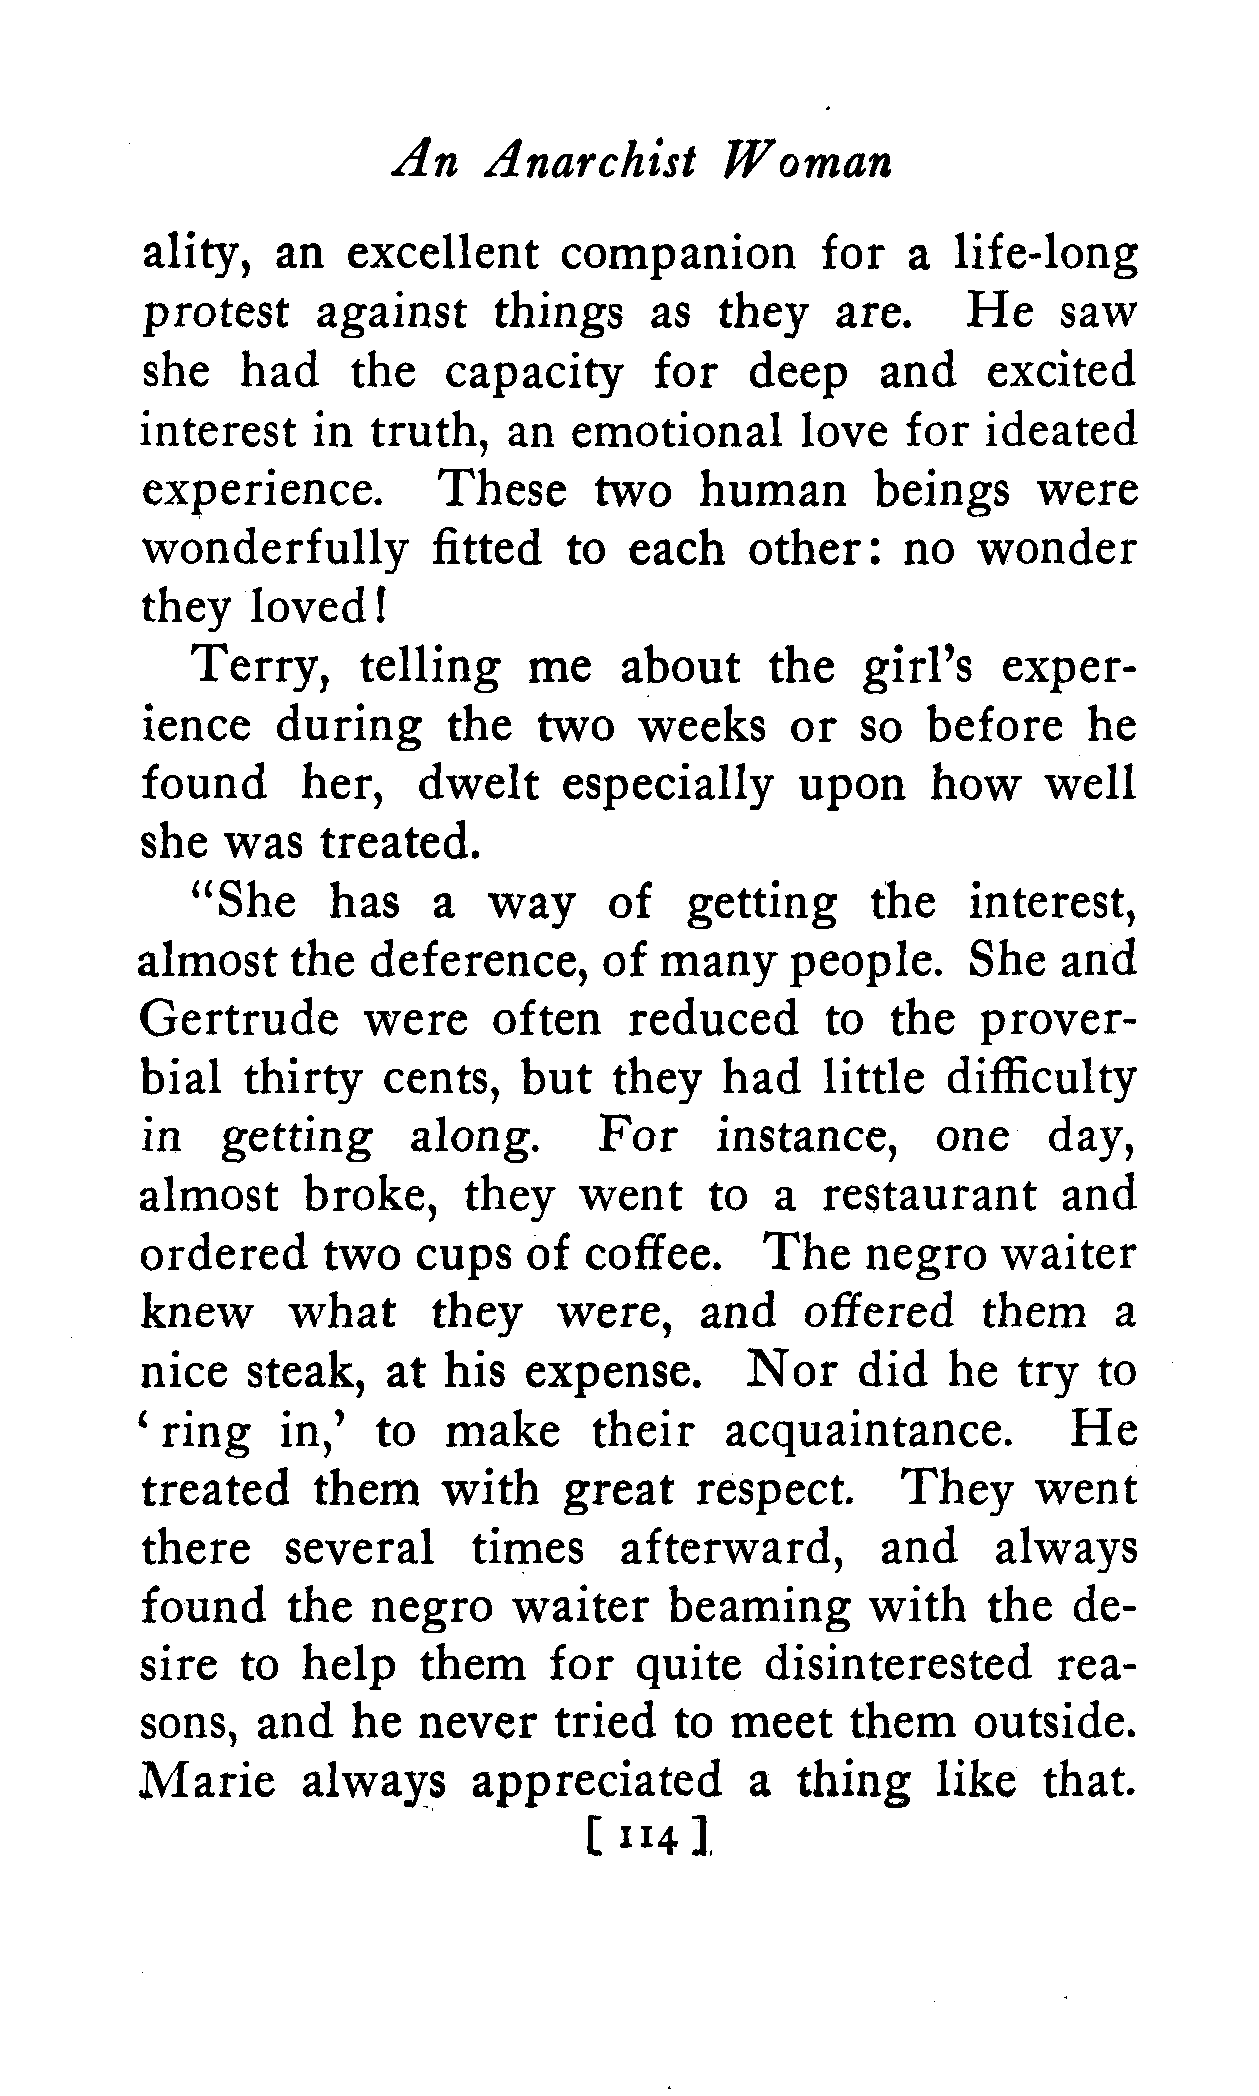 An Anarchist Woman
ality, an excellent companion for a life-long
protest against things as they are. He saw
she had the capacity for deep and excited
interest in truth, an emotional love for ideated
experience. These two human beings were
wonderfully fitted to each other: no wonder
they loved!
Terry, telling me about the girl's exper-
ience during the two weeks or so before he
found her, dwelt especially upon how well
she was treated.
"She has a way of getting the interest,
almost the deference, of many people. She and
Gertrude were often reduced to the prover-
bial thirty cents, but they had little difficulty
in getting along. For instance, one day,
almost broke, they went to a restaurant and
ordered two cups of coffee. The negro waiter
knew what they were, and offered them a
nice steak, at his expense. Nor did he try to
'ring in,' to make their acquaintance. He
treated them with great respect. They went
there several times afterward, and always
found the negro waiter beaming with the de-
sire to help them for quite disinterested rea-
sons, and he never tried to meet them outside.
Marie always appreciated a thing like that.
[ 114 ]